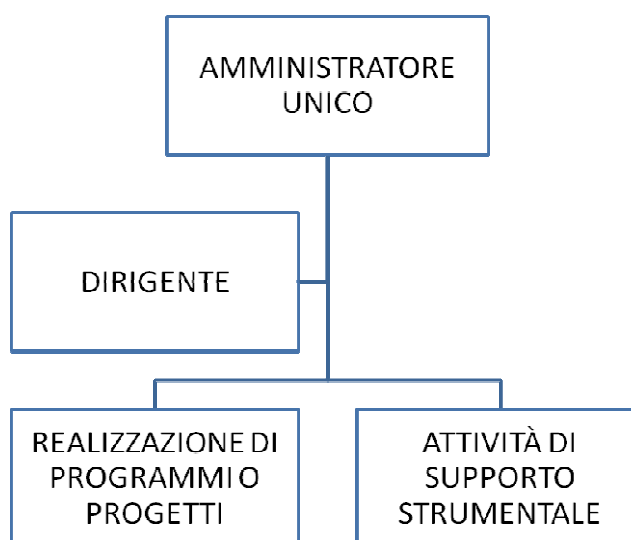 AMMINISTRATORE
UNICO
DIRIGENTE
REALIZZAZIONE DI
PROGRAMMI O
PROGETTI
ATTIVITÀ DI
SUPPORTO
STRUMENTALE